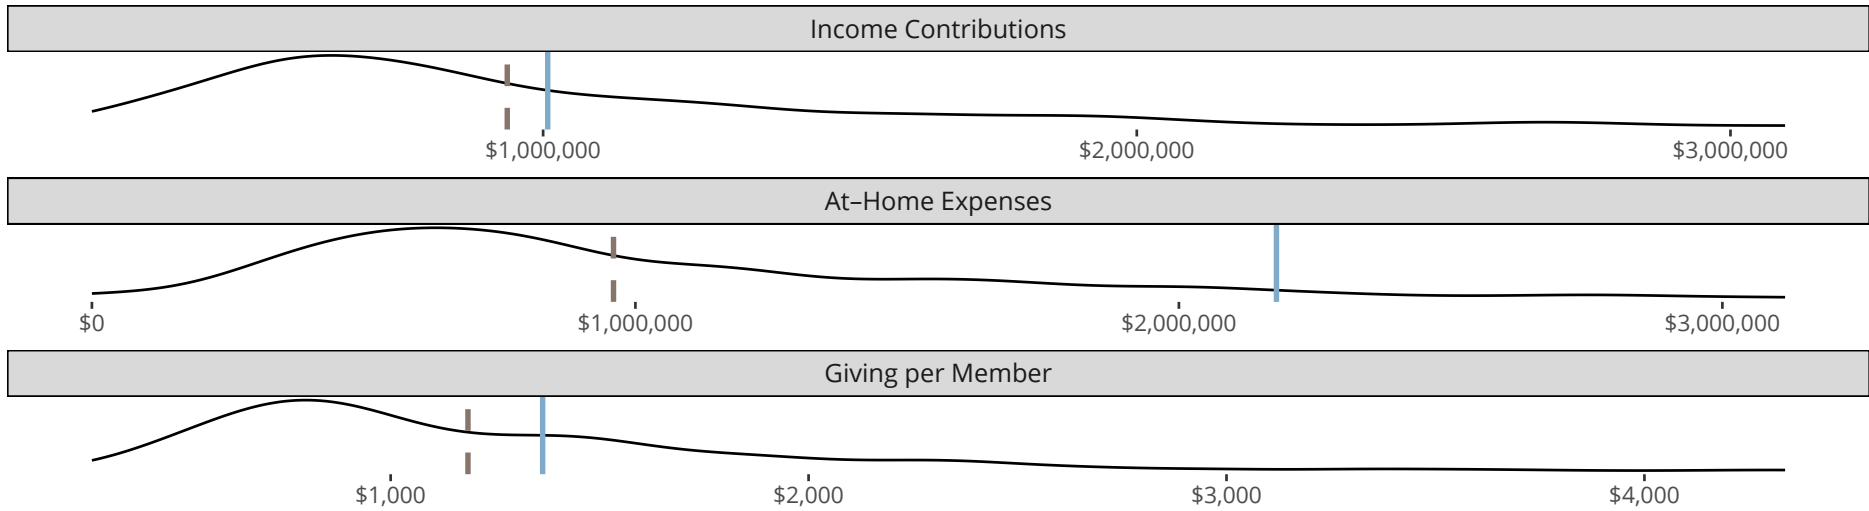 Income Contributions
$1,000,000 $2,000,000 $3,000,000
At–Home Expenses
$0 $1,000,000 $2,000,000 $3,000,000
Giving per Member
$1,000 $2,000 $3,000 $4,000